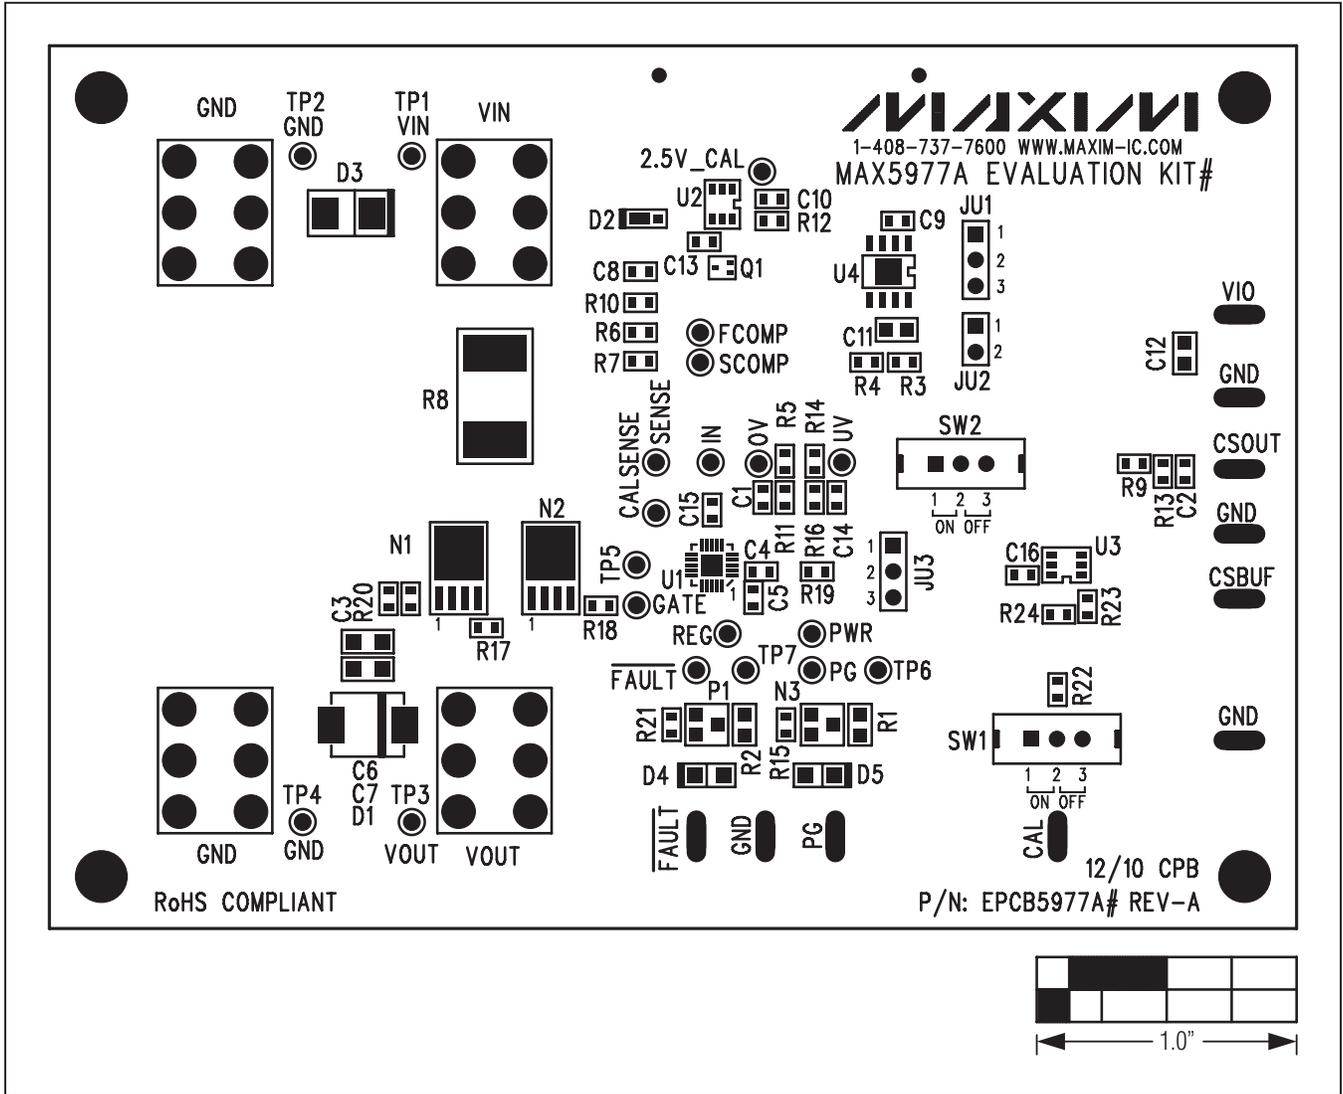 MAXIM
1-408-737-7600 WWW.MAXIM-IC.COM
MAX5977A EVALUATION KIT#
GND
TP2
GND
TP1
VIN
VIN
D3
2.5V_CAL
U2
C10
R12
D2
C13
Q1
C8
R10
R6
R7
FCOMP
SCOMP
C9
JU1
1
2
3
U4
C11
R4
R3
1
2
JU2
VIO
C12
GND
R8
CALSENSE
SENSE
IN
OV
R5
R14
UV
SW2
1 2 3
ON OFF
CSOUT
R9
R13
C2
GND
N1
N2
C15
C1
R11
R16
C14
TP5
U1
1
C4
C5
R19
1
2
3
JU3
C16
U3
CSBUF
R24
R23
C3
R20
1
R17
1
R18
GATE
REG
PWR
FAULT
TP7
PG
TP6
P1
N3
R21
R2
R15
R1
D4
D5
R22
GND
SW1
1 2 3
ON OFF
C6
C7
D1
TP4
GND
TP3
VOUT
GND
VOUT
FAULT
GND
PG
CAL
12/10 CPB
RoHS COMPLIANT
P/N: EPCB5977A# REV-A
1.0”